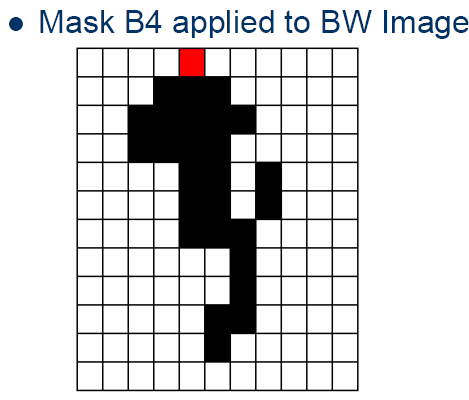 • Mask B4 applied to BW Image